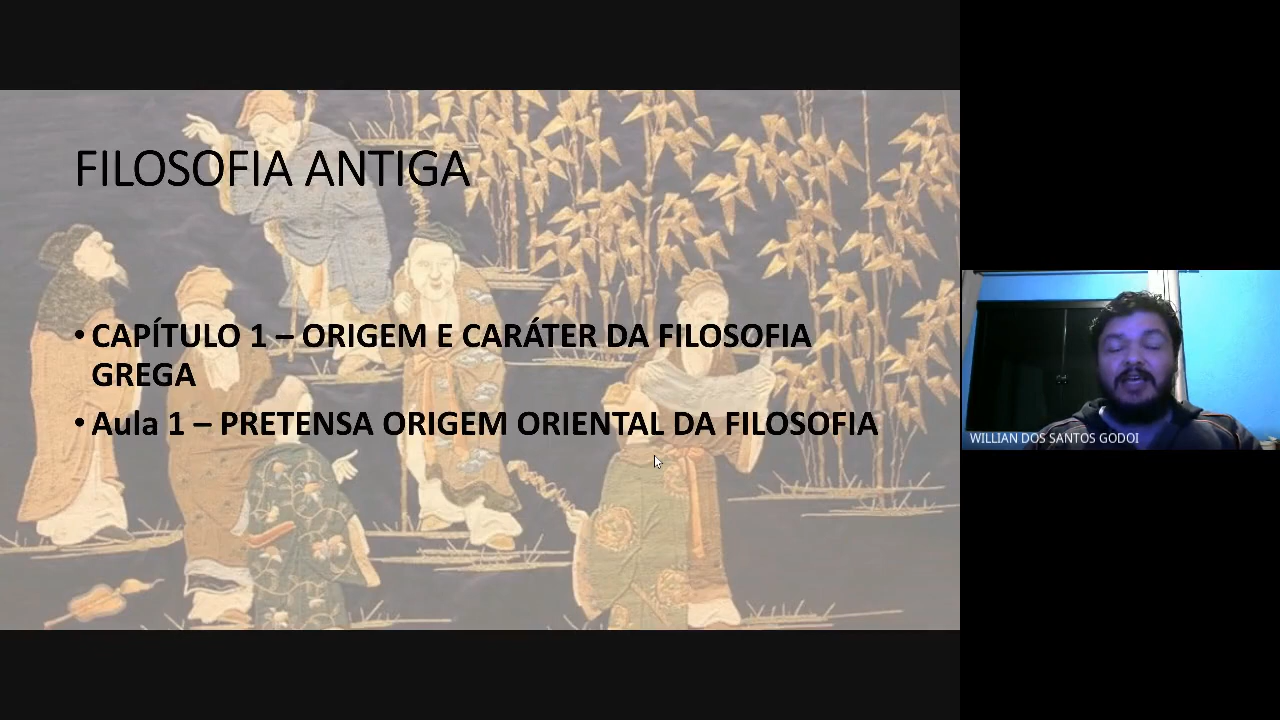 FILOSOFIA ANTIGA
• CAPÍTULO 1 – ORIGEM E CARÁTER DA FILOSOFIA
GREGA
• Aula 1 – PRETENSA ORIGEM ORIENTAL DA FILOSOFIA
WILLIAN DOS SANTOS GODOI